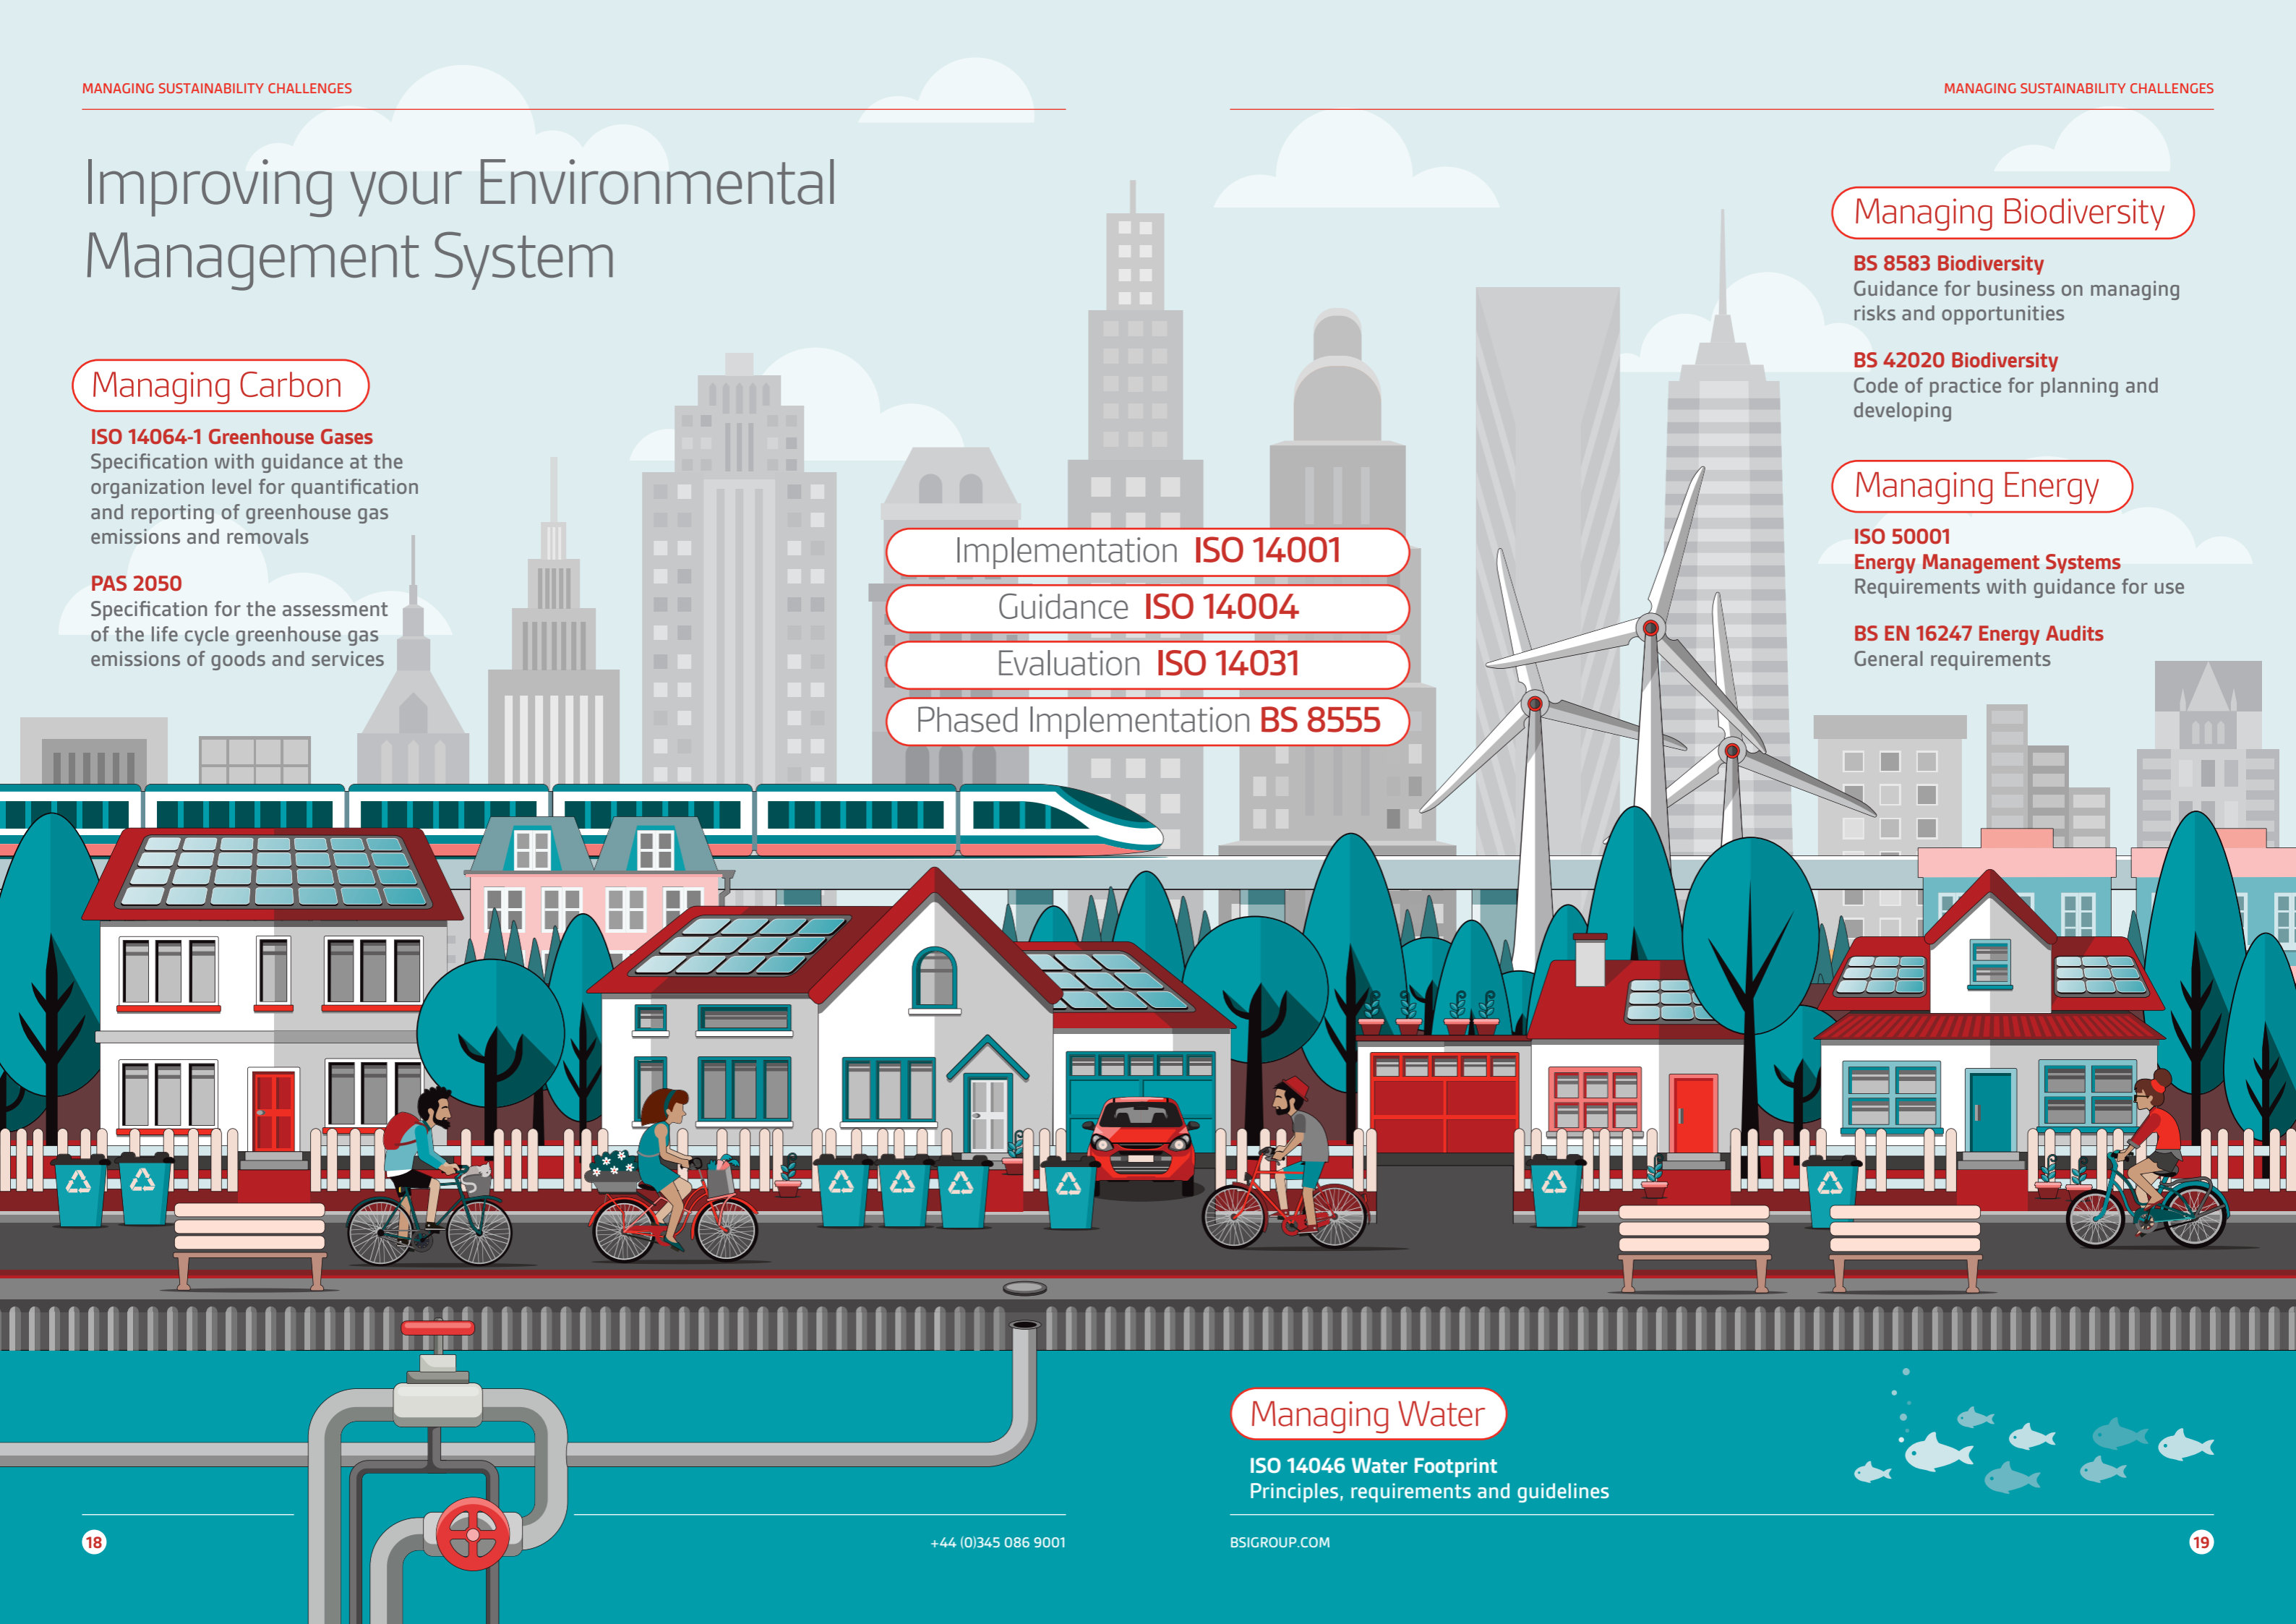 MANAGING SUSTAINABILITY CHALLENGES
Improving your Environmental
Management System
Managing Carbon
ISO 14064-1 Greenhouse Gases
Specification with guidance at the
organization level for quantification
and reporting of greenhouse gas
emissions and removals
PAS 2050
Specification for the assessment
of the life cycle greenhouse gas
emissions of goods and services
Implementation ISO 14001
Guidance ISO 14004
Evaluation ISO 14031
Phased Implementation BS 8555
18
+44 (0)345 086 9001
MANAGING SUSTAINABILITY CHALLENGES
Managing Biodiversity
BS 8583 Biodiversity
Guidance for business on managing
risks and opportunities
BS 42020 Biodiversity
Code of practice for planning and
developing
Managing Energy
ISO 50001
Energy Management Systems
Requirements with guidance for use
BS EN 16247 Energy Audits
General requirements
Managing Water
ISO 14046 Water Footprint
Principles, requirements and guidelines
BSIGROUP.COM
19